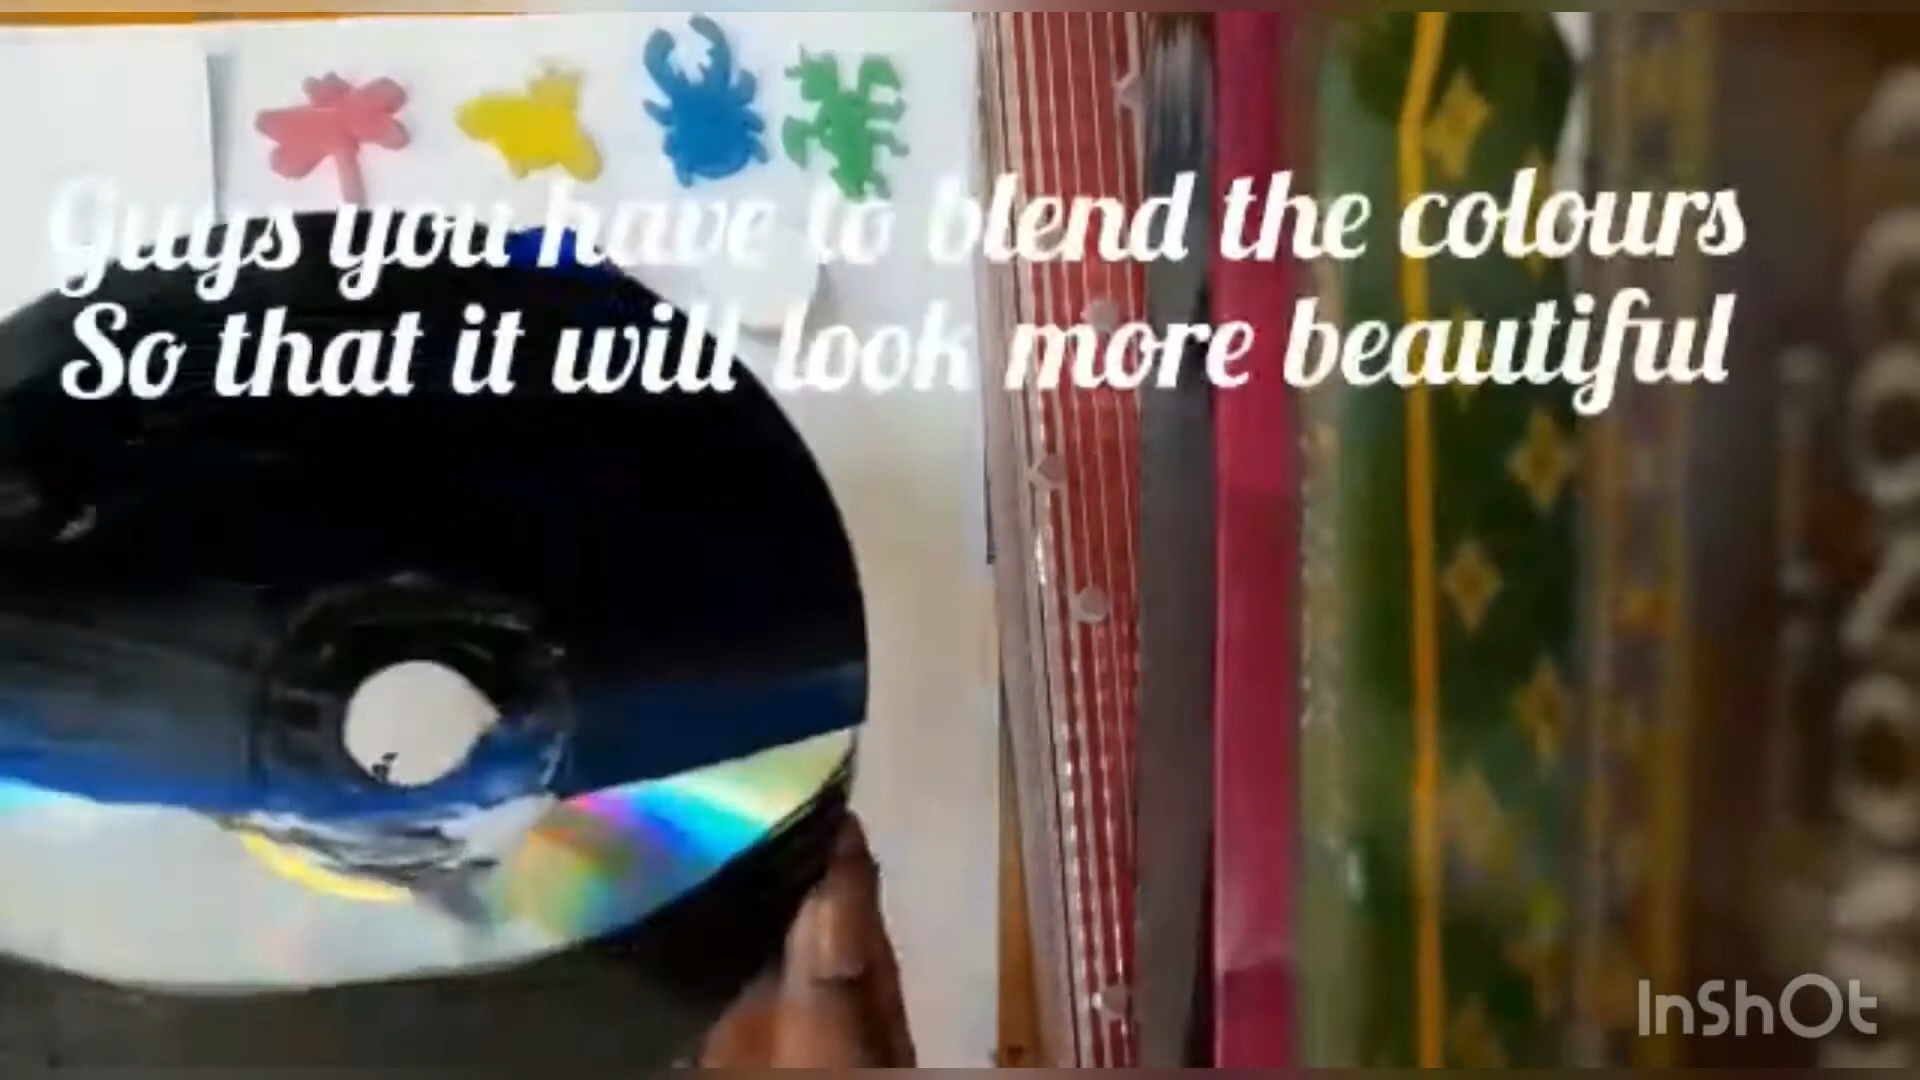 Guys you have to blend the colours
So that it will look more beautiful
InShOt